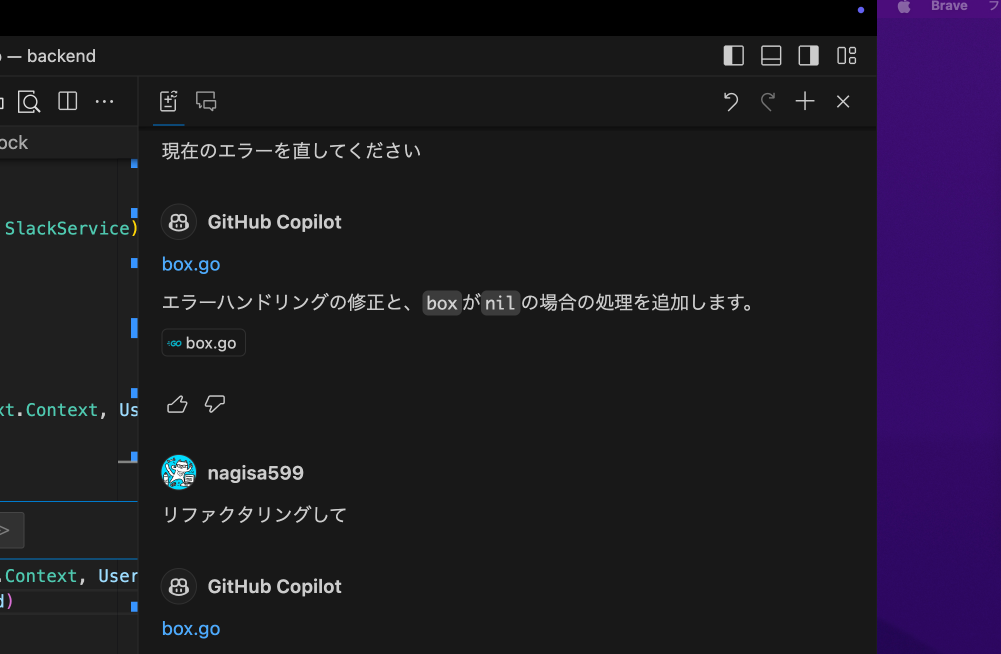 Brave
— backend
ock
現在のエラーを直してください
GitHub Copilot
SlackService)
box.go
エラーハンドリングの修正と、boxがnilの場合の処理を追加します。
GO box.go
xt.Context, Us
nagisa599
リファクタリングして
>
.Context, User
d)
GitHub Copilot
box.go